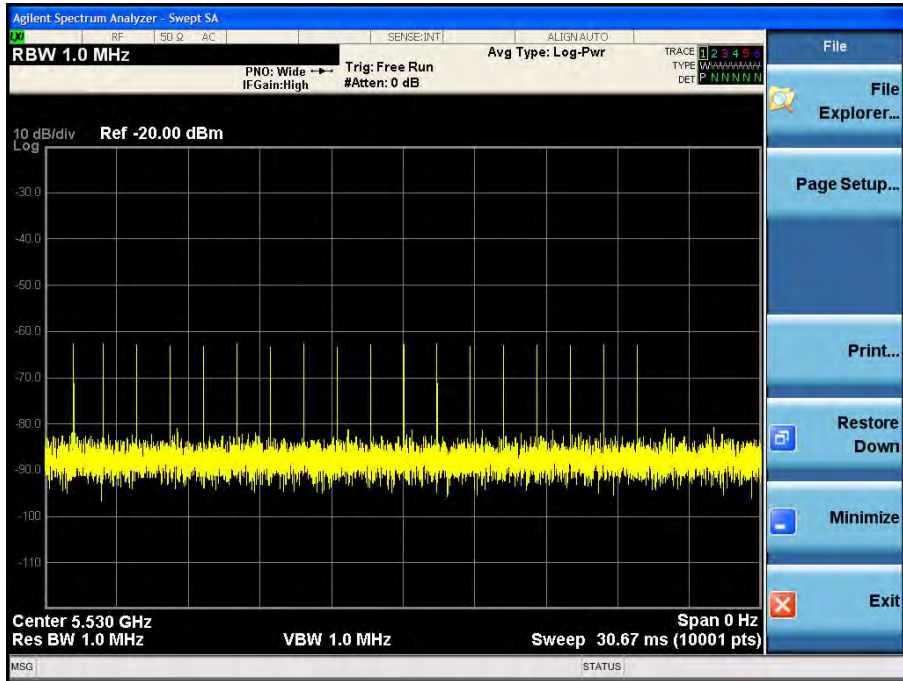 Agilent Spectrum Analyzer - Swept SA
LXI RF 50 Ω AC SENSE:INT ALIGN AUTO
RBW 1.0 MHz
PNO: Wide
IFGain:High
Trig: Free Run
#Atten: 0 dB
Avg Type: Log-Pwr
TRACE 1 2 3 4 5 6
TYPE W
DET P N N N N N
10 dB/div Ref -20.00 dBm
Log
-30.0
-40.0
-50.0
-60.0
-70.0
-80.0
-90.0
-100
-110
Center 5.530 GHz Span 0 Hz
Res BW 1.0 MHz VBW 1.0 MHz Sweep 30.67 ms (10001 pts)
MSG STATUS
File
File
Explorer...
Page Setup...
Print...
Restore
Down
Minimize
Exit